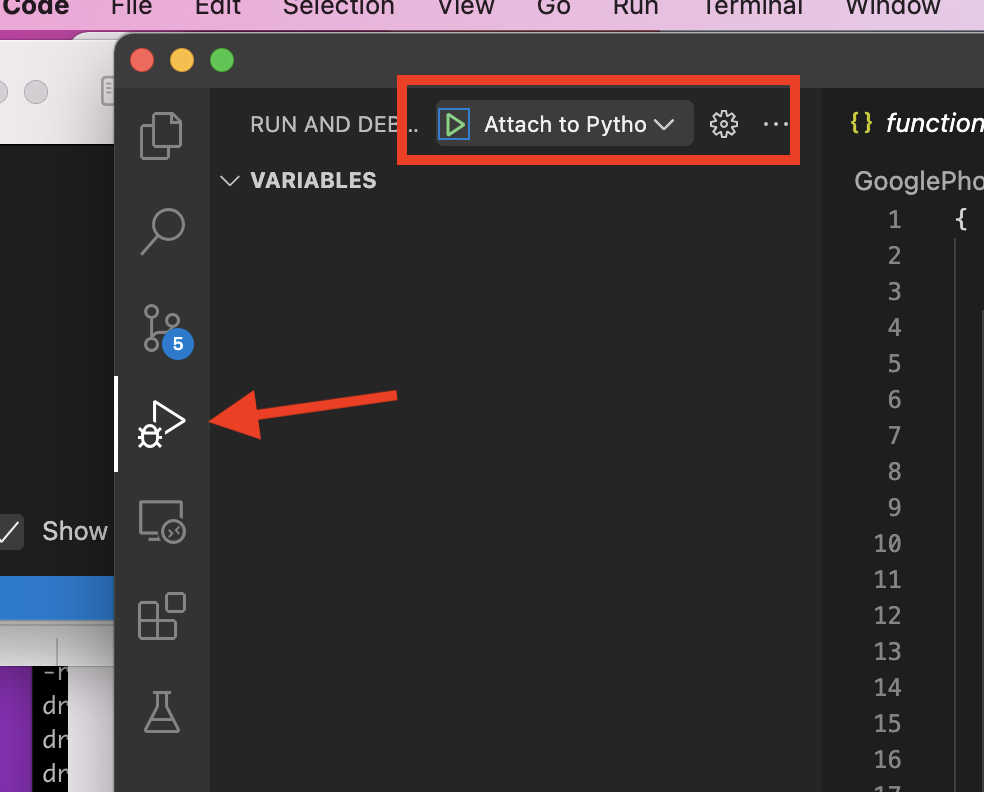 Code File Edit Selection View Go Run Terminal Window
RUN AND DEB... Attach to Pytho
VARIABLES
{} function
GooglePho
1 {
2
3
4
5
5
6
7
8
9
Show
10
11
12
13
-r
14
dr
15
dr
16
dr
17